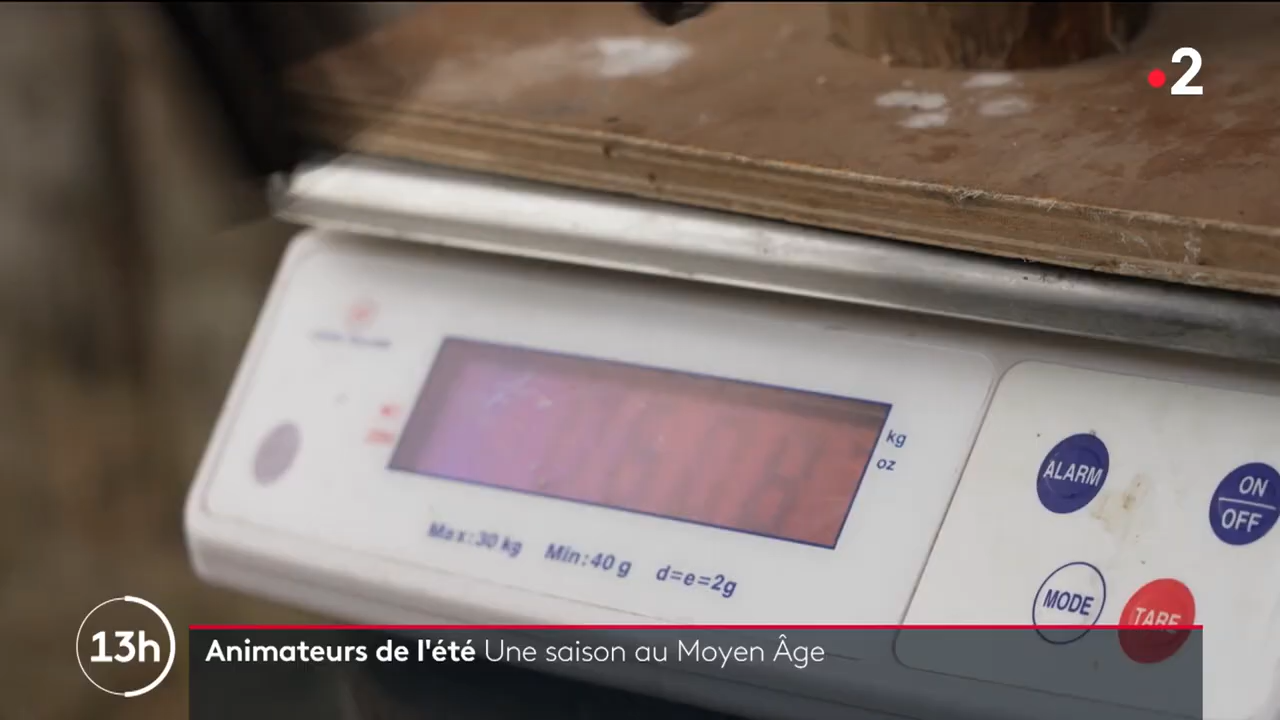 2
kg
oz
ALARM
ON
OFF
Max:30 kg Min:40 g d=e=2g
MODE
TARE
13h
Animateurs de l'été Une saison au Moyen Âge